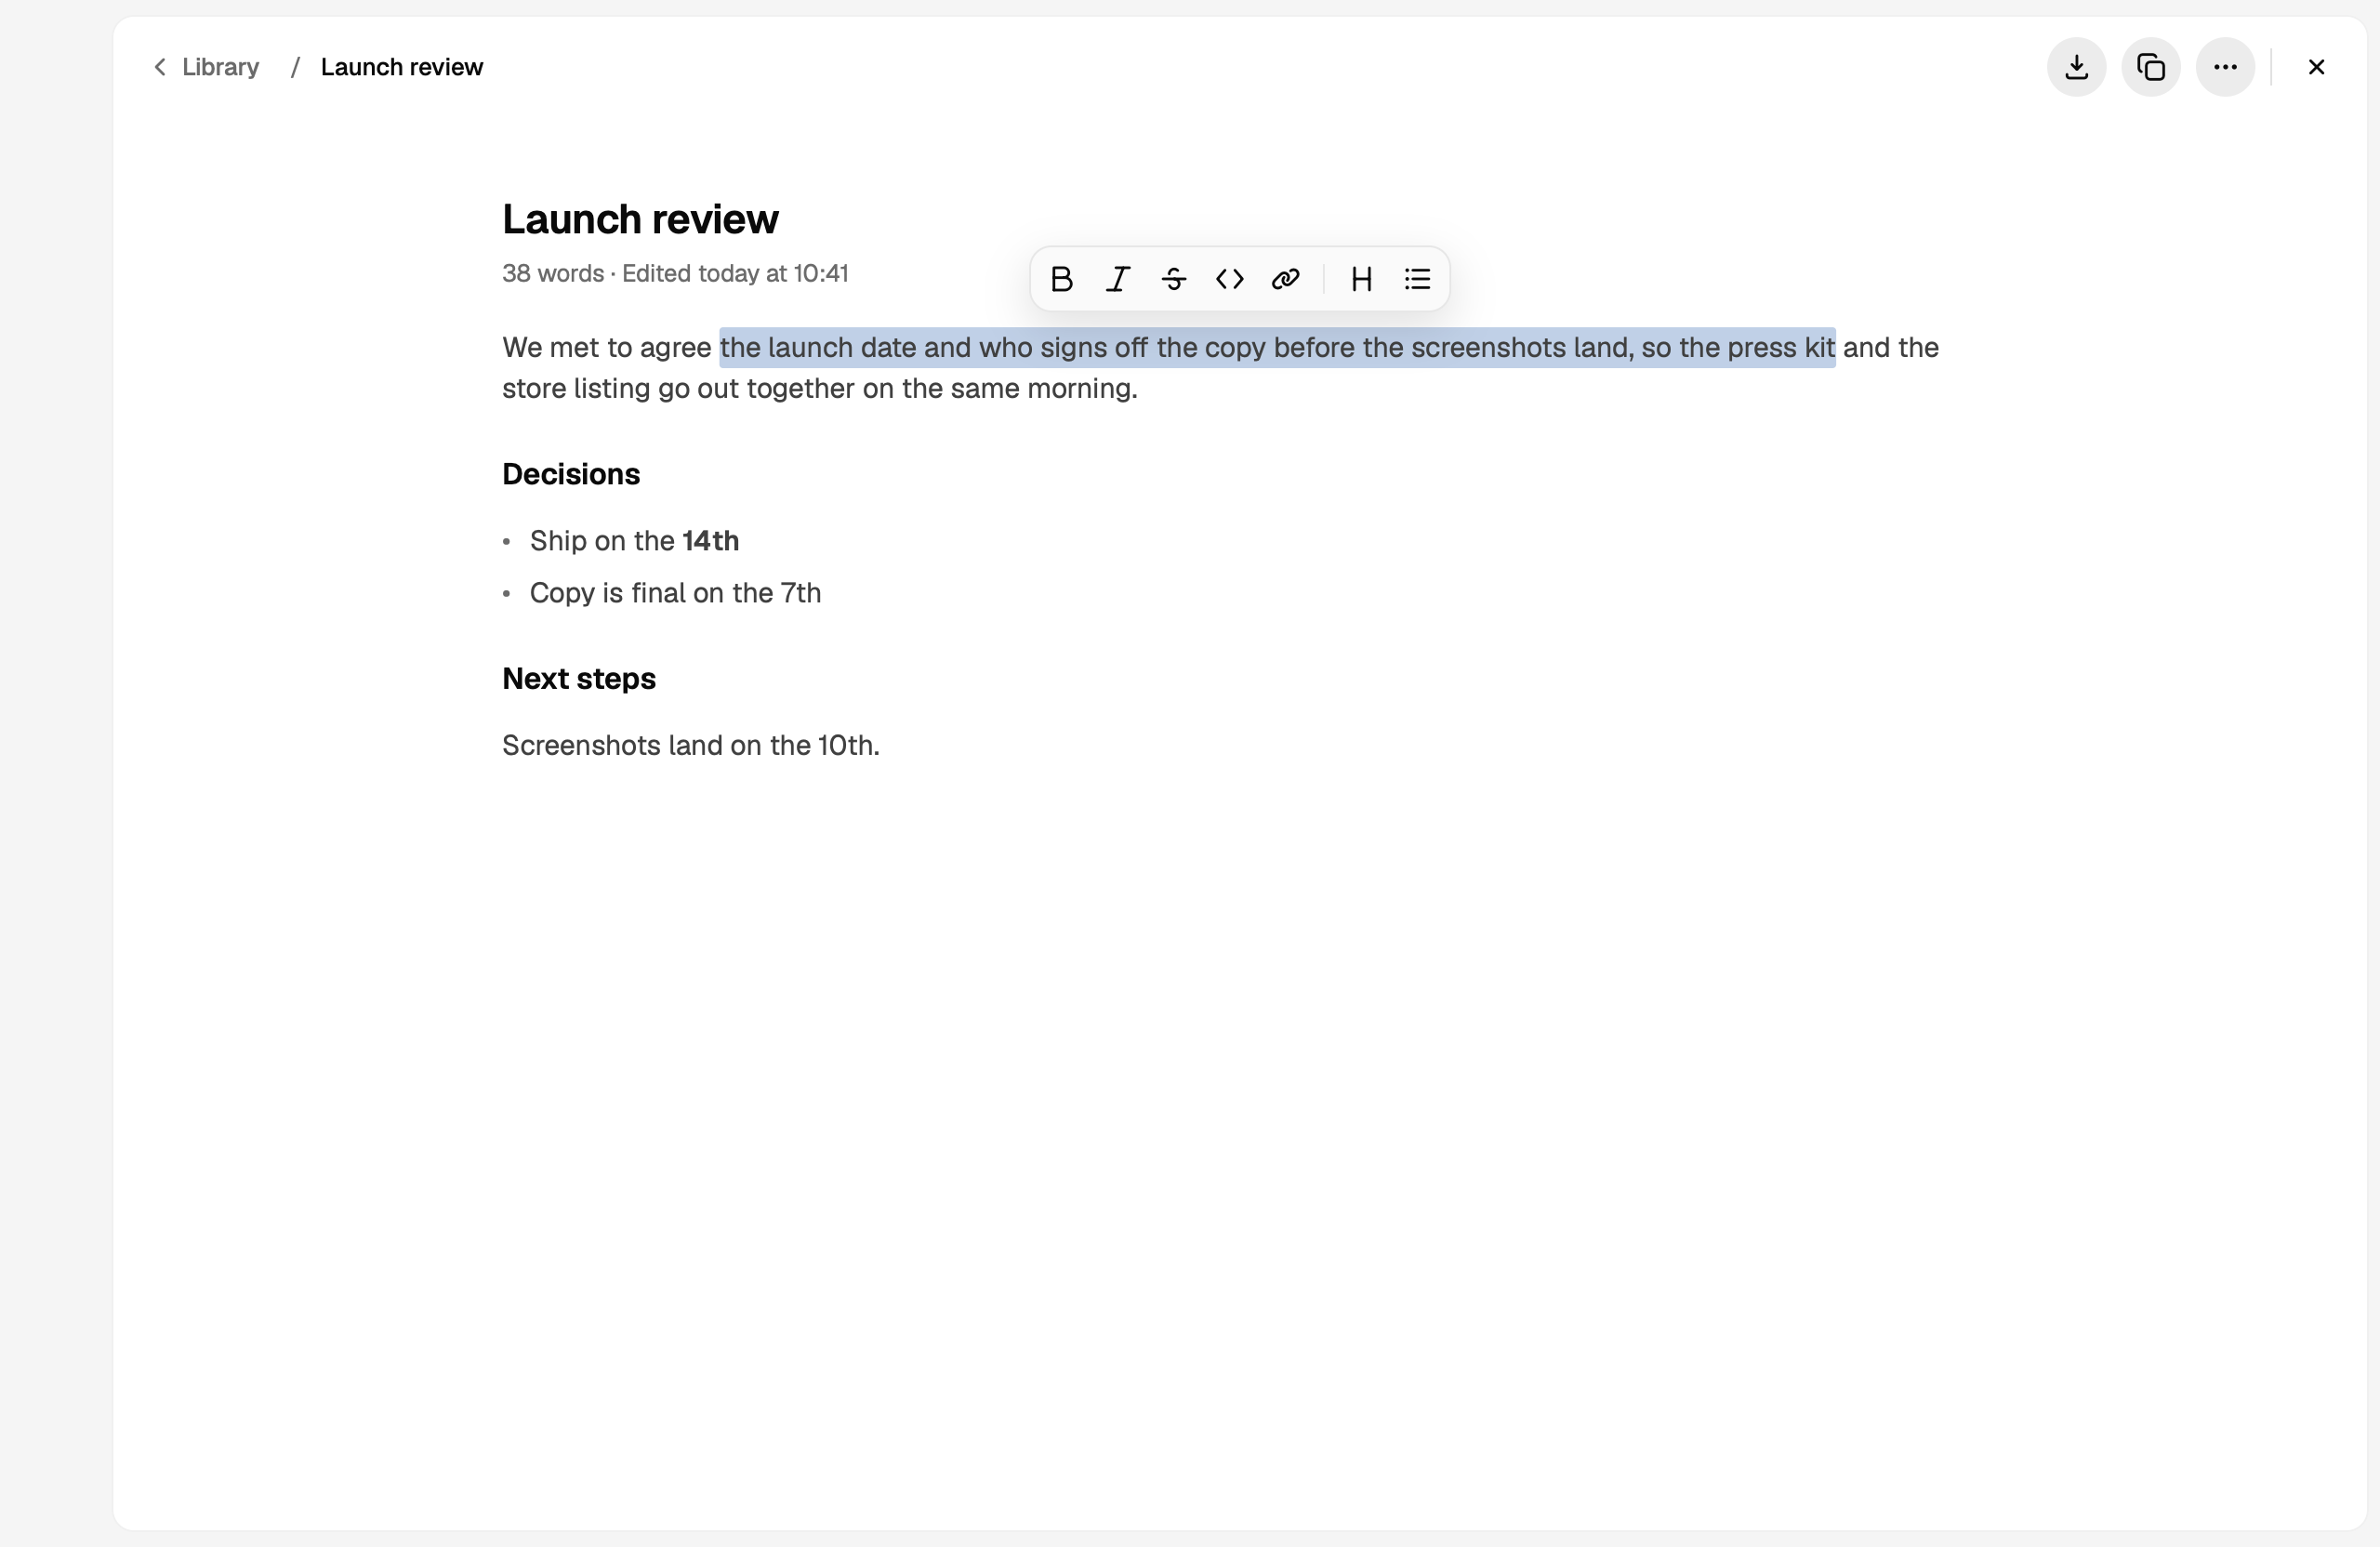 Library / Launch review
Launch review
38 words · Edited today at 10:41
B I S H
We met to agree the launch date and who signs off the copy before the screenshots land, so the press kit and the
store listing go out together on the same morning.
Decisions
• Ship on the 14th
• Copy is final on the 7th
Next steps
Screenshots land on the 10th.